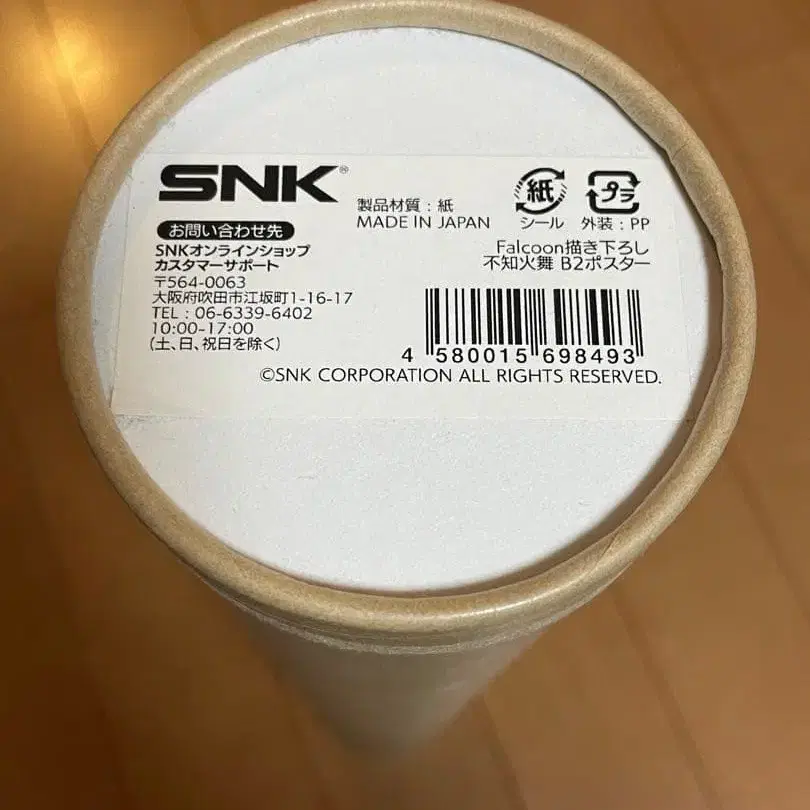 SNK®
お問い合わせ先
SNKオンラインショップ
カスタマーサポート
〒564-0063
大阪府吹田市江坂町1-16-17
TEL : 06-6339-6402
10:00-17:00
(土、日、祝日を除く)
製品材質 : 紙
MADE IN JAPAN
紙
シール
プラ
外装 : PP
Falcoon描き下ろし
不知火舞 B2ポスター
4 580015 698493
©SNK CORPORATION ALL RIGHTS RESERVED.